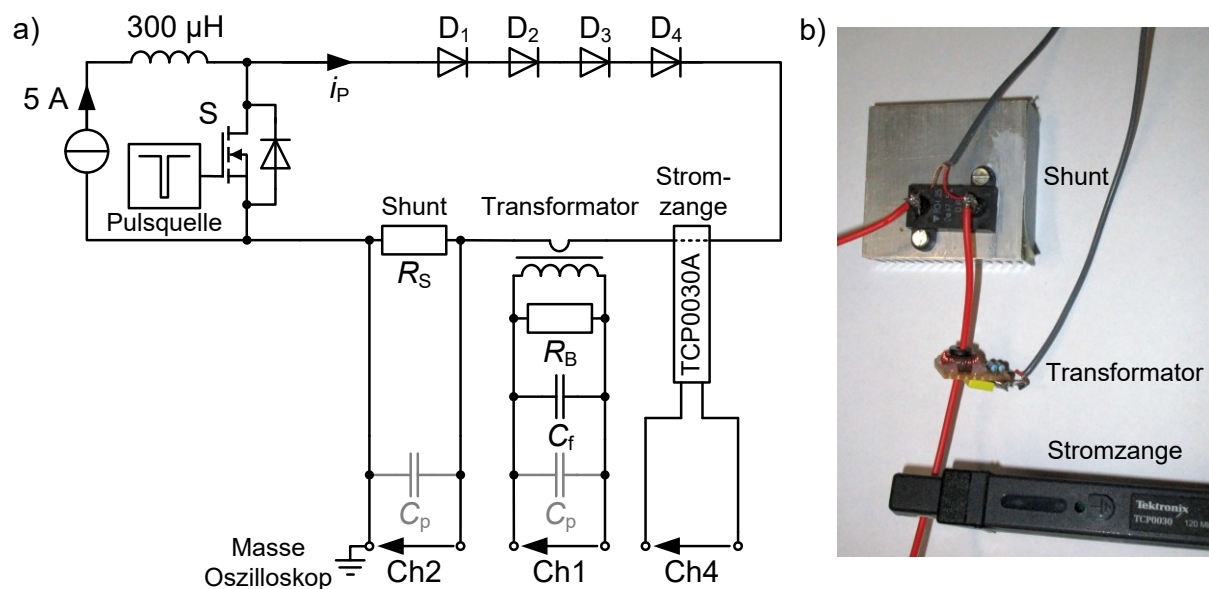 a)
300 µH
D1 D2 D3 D4
iP
5 A
S
Pulsquelle
Shunt
RS
Transformator
RB
Cf
Cp
Cp
Strom-
zange
TCP0030A
Masse
Oszilloskop
Ch2
Ch1
Ch4
b)
Shunt
Transformator
Stromzange
Tektronix
TCP0030